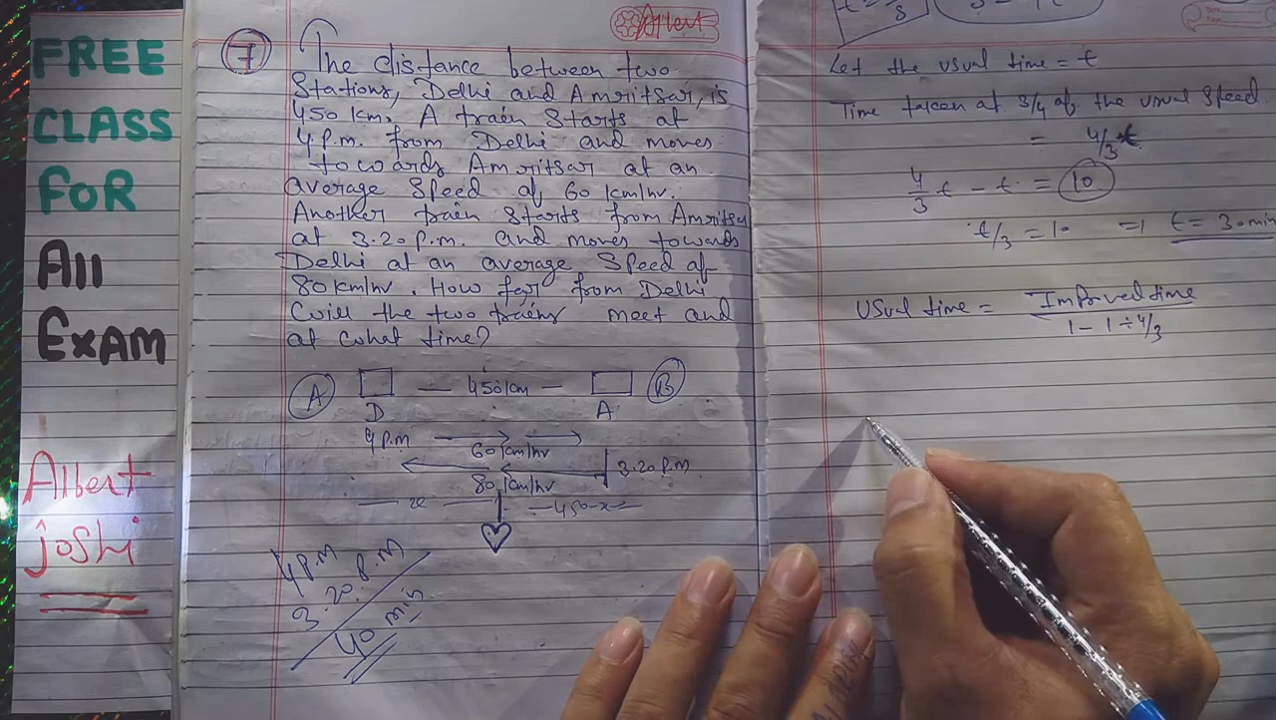 FREE
CLASS
FOR
All
EXAM
Albert
joshi
Albert
7
The distance between two
Stations, Delhi and Amritsar, is
450 km. A train starts at
4 p.m. from Delhi and moves
towards Amritsar at an
average Speed of 60 km/hr.
Another train starts from Amritsar
at 3.20 p.m. and moves towards
Delhi at an average Speed of
80 km/hr. How far from Delhi
will the two trains meet and
at what time?
A — 450 km — B
D A
4 P.M
60 km/hr
3.20 P.M
80 km/hr
x 450-x
4 P.M
3.20. P.M
40 min
Let the usual time = t
Time taken at 3/4 of the usual Speed
= 4/3 t
4/3 t - t = 10
t/3 = 10 t = 30 min
Usual time = Improved time
1 - 1 ÷ 4/3